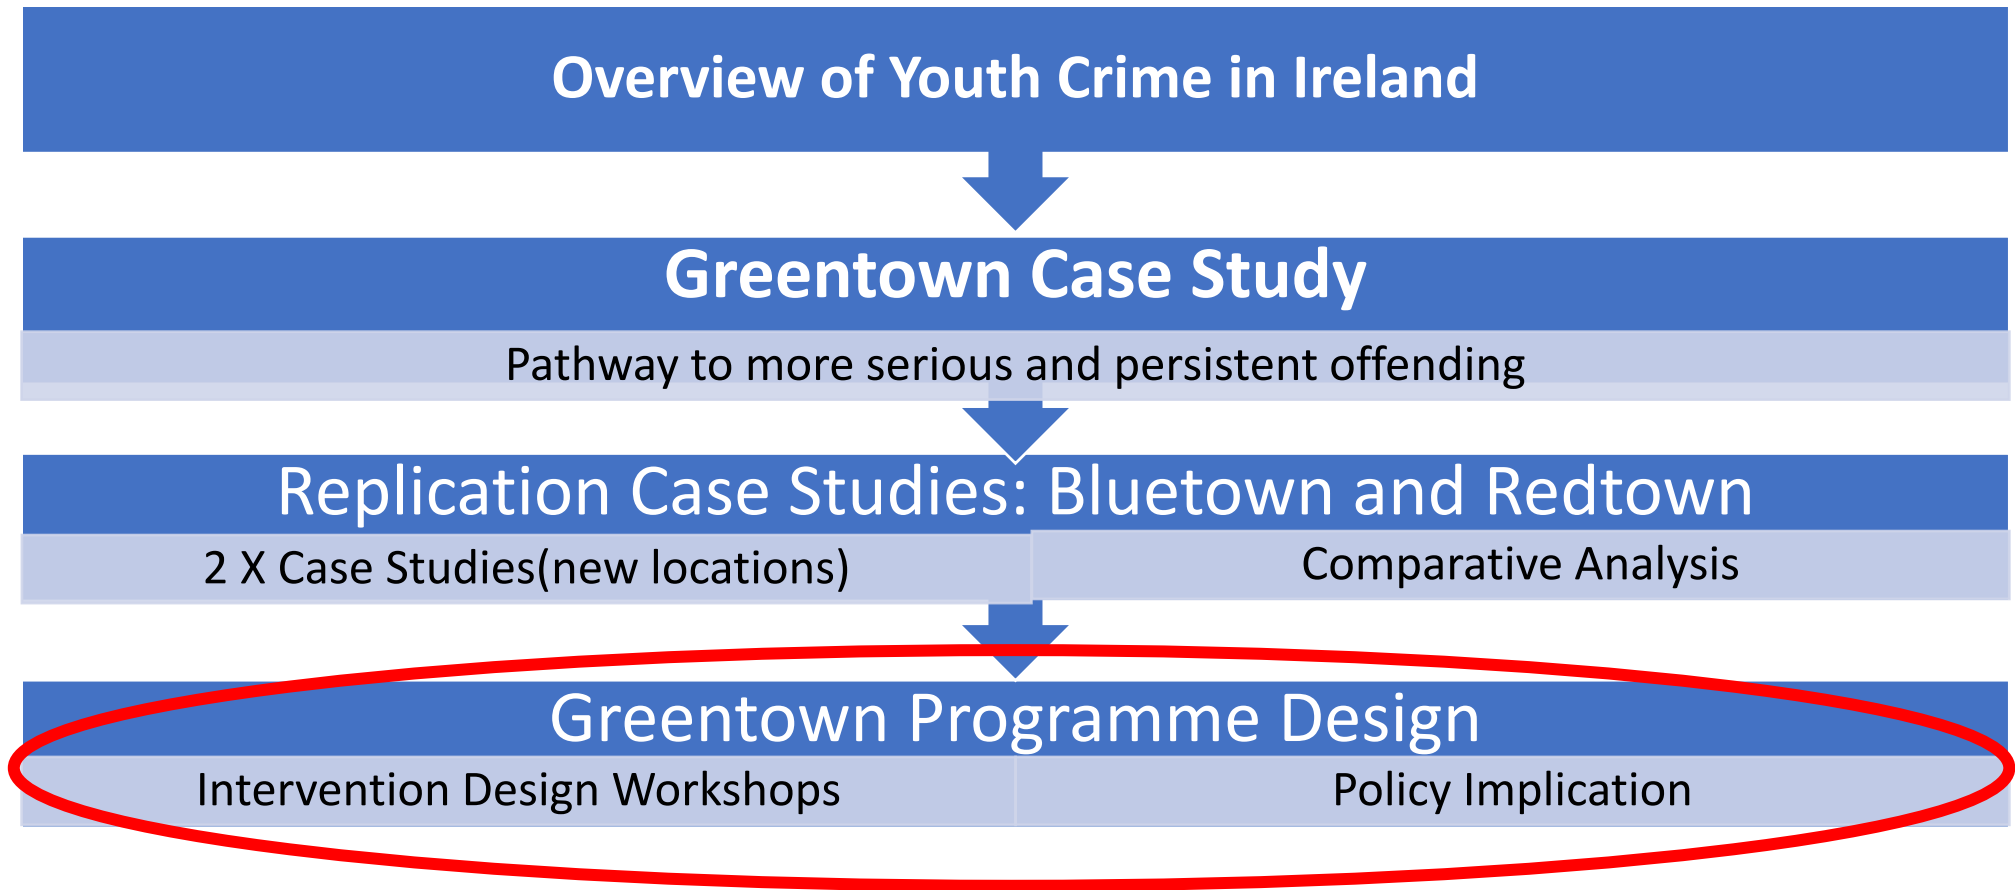 Overview of Youth Crime in Ireland
Greentown Case Study
Pathway to more serious and persistent offending
Replication Case Studies: Bluetown and Redtown
2 X Case Studies(new locations)
Comparative Analysis
Greentown Programme Design
Intervention Design Workshops
Policy Implication